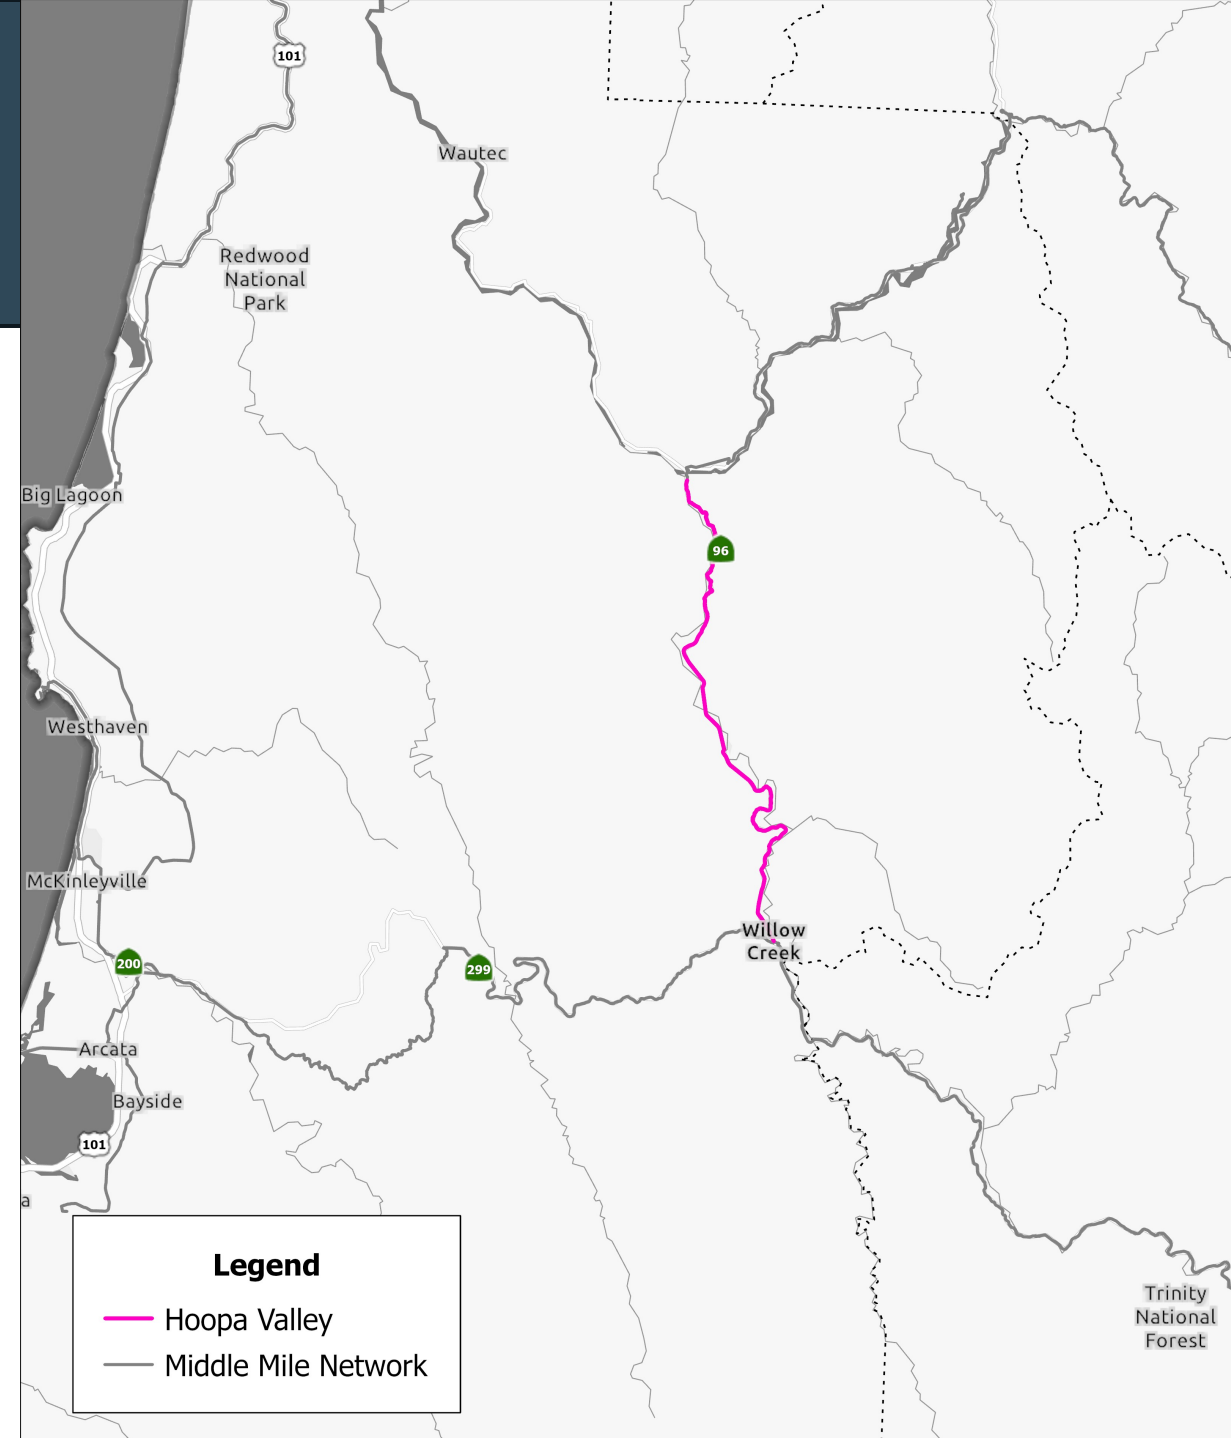 101
Wautec
Redwood
National
Park
Big Lagoon
96
Westhaven
McKinleyville
Willow
Creek
200
299
Arcata
Bayside
101
a
Legend
Hoopa Valley
Middle Mile Network
Trinity
National
Forest